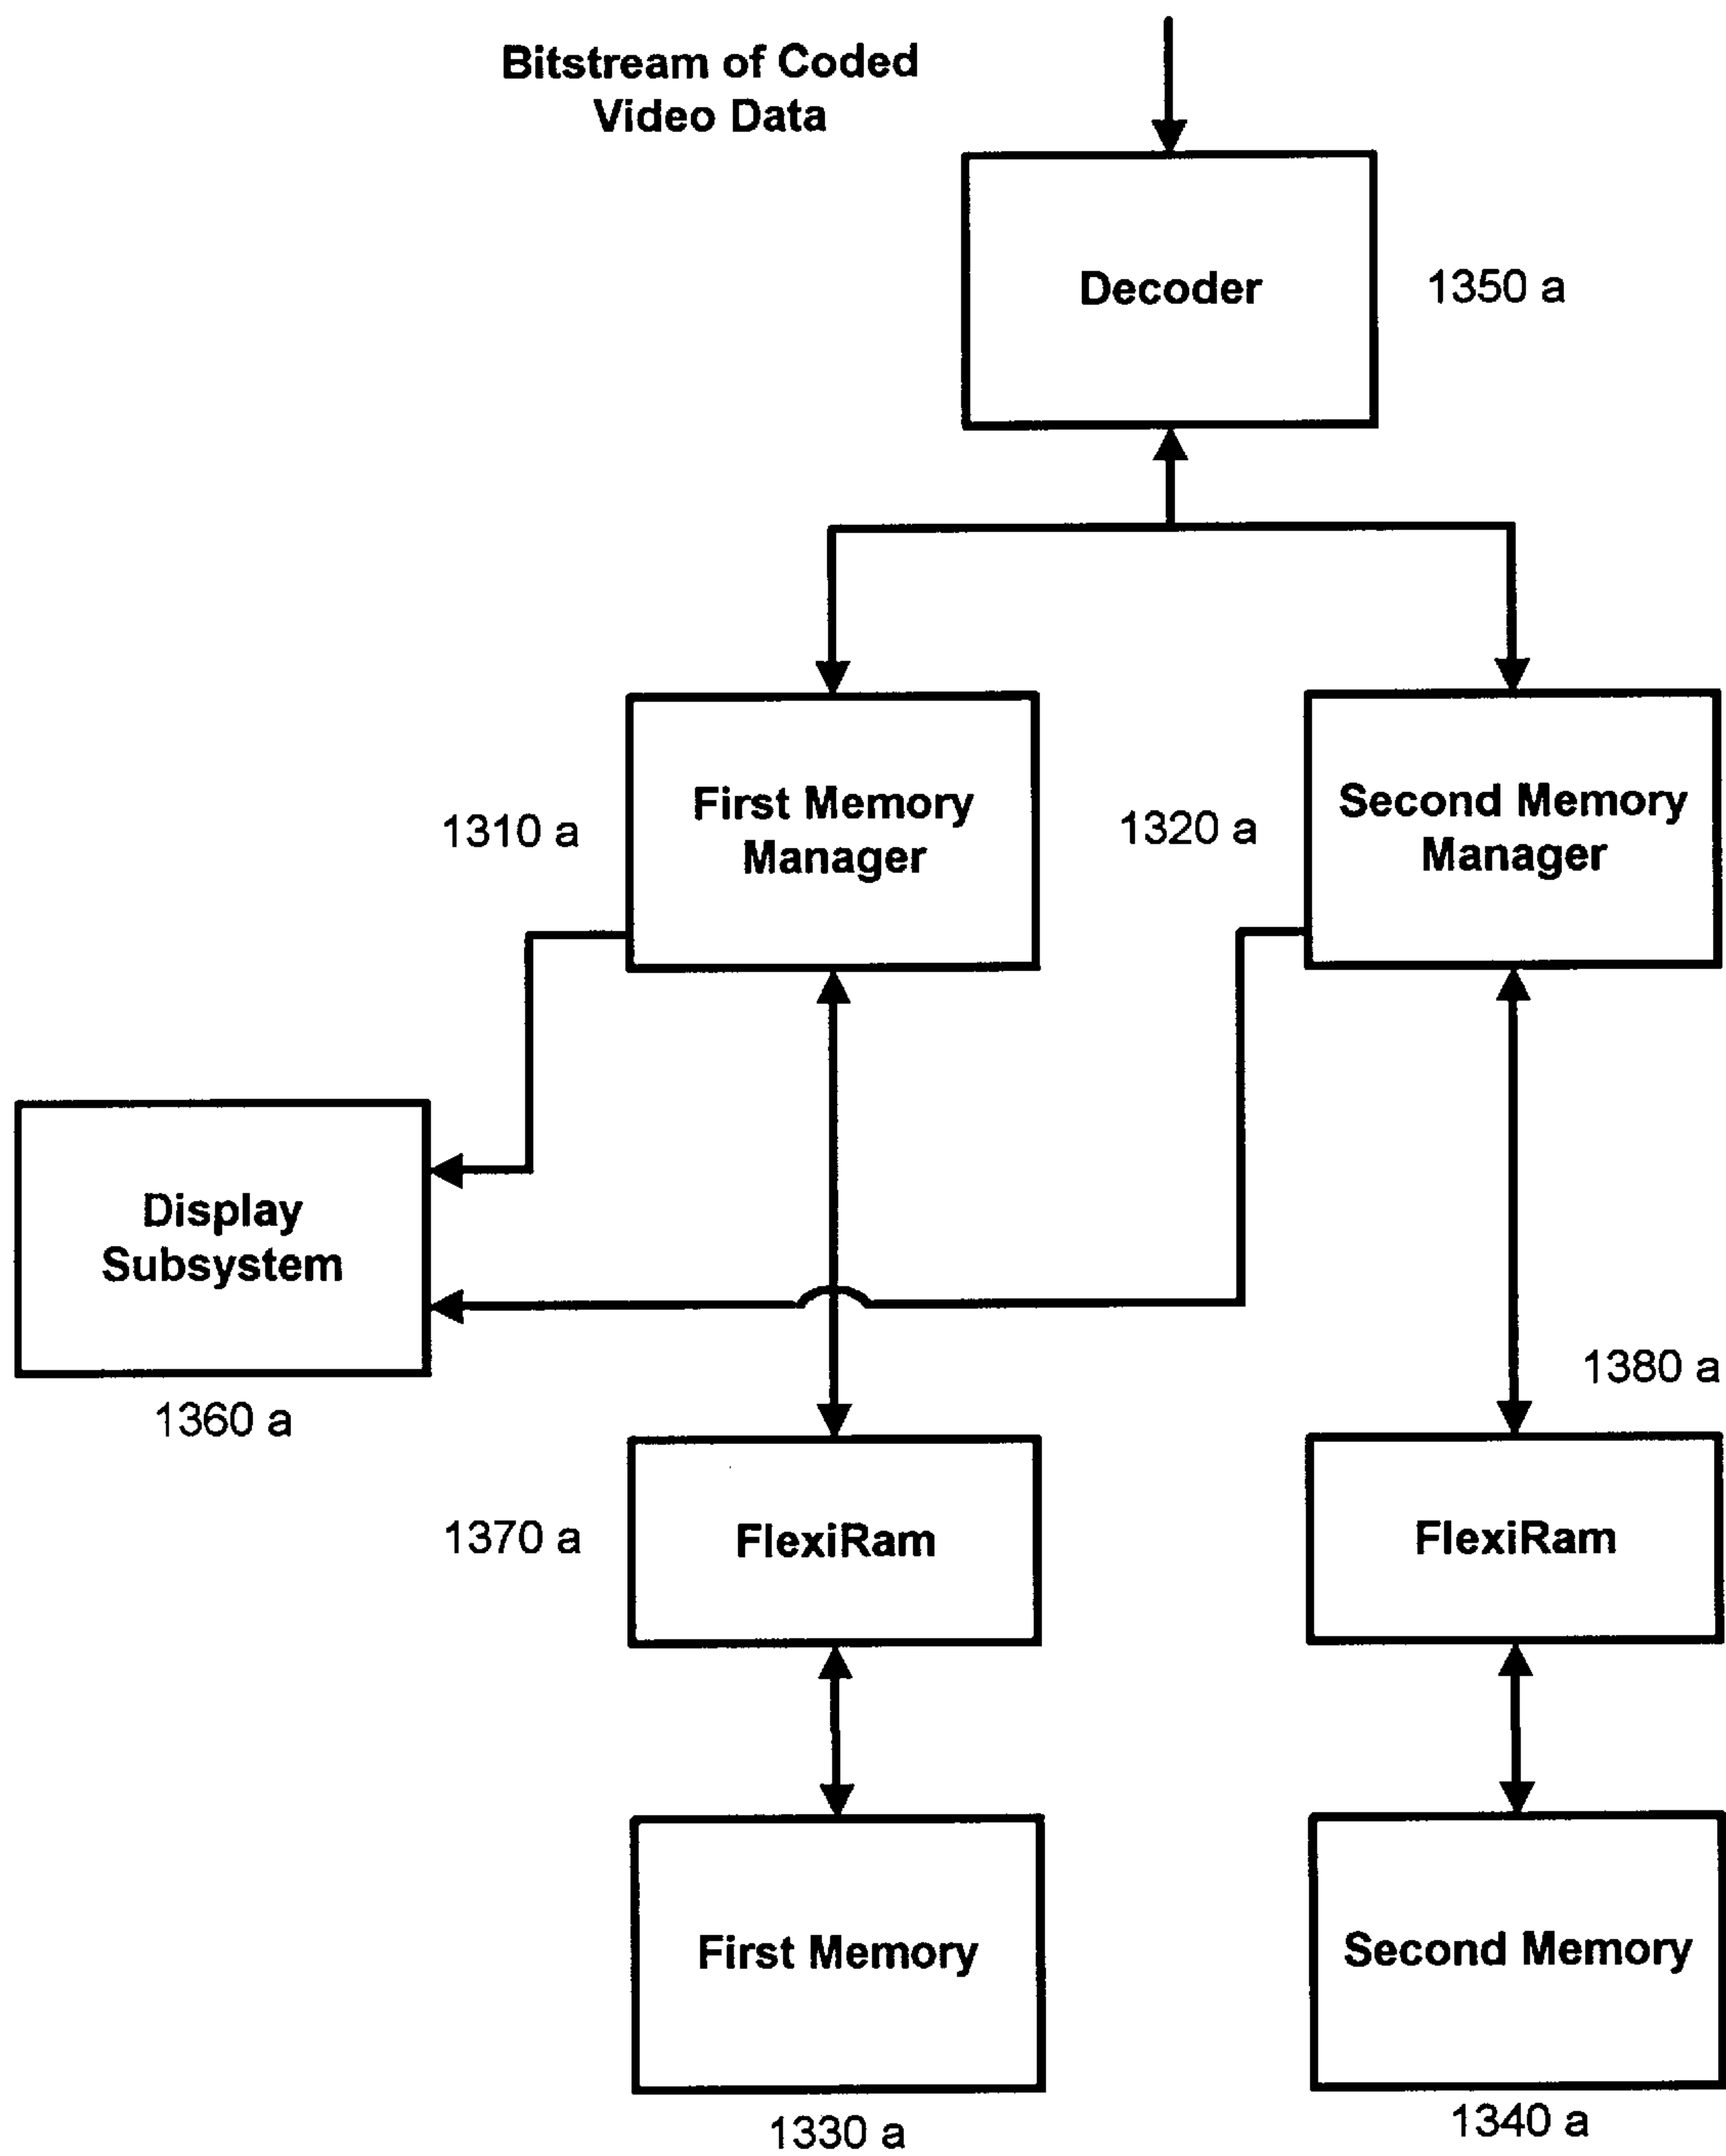 Bitstream of Coded
Video Data
Decoder
1350 a
First Memory
Manager
1310 a
1320 a
Second Memory
Manager
Display
Subsystem
1360 a
1380 a
1370 a
FlexiRam
FlexiRam
First Memory
Second Memory
1330 a
1340 a